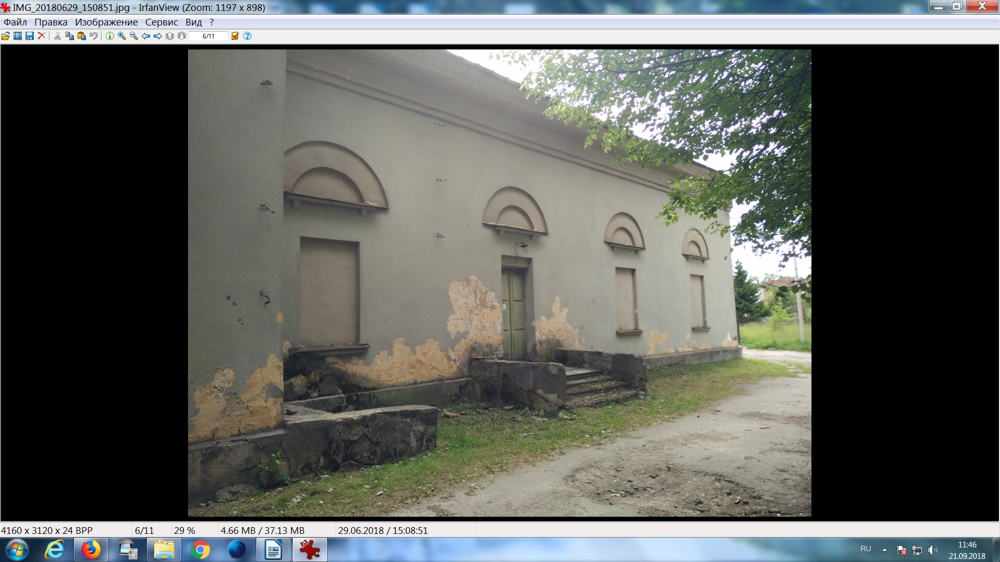 IMG_20180629_150851.jpg - IrfanView (Zoom: 1197 x 898)
Файл Правка Изображение Сервис Вид ?
6/11
4160 x 3120 x 24 BPP 6/11 29 % 4.66 MB / 37.13 MB 29.06.2018 / 15:08:51
RU 11:46
21.09.2018